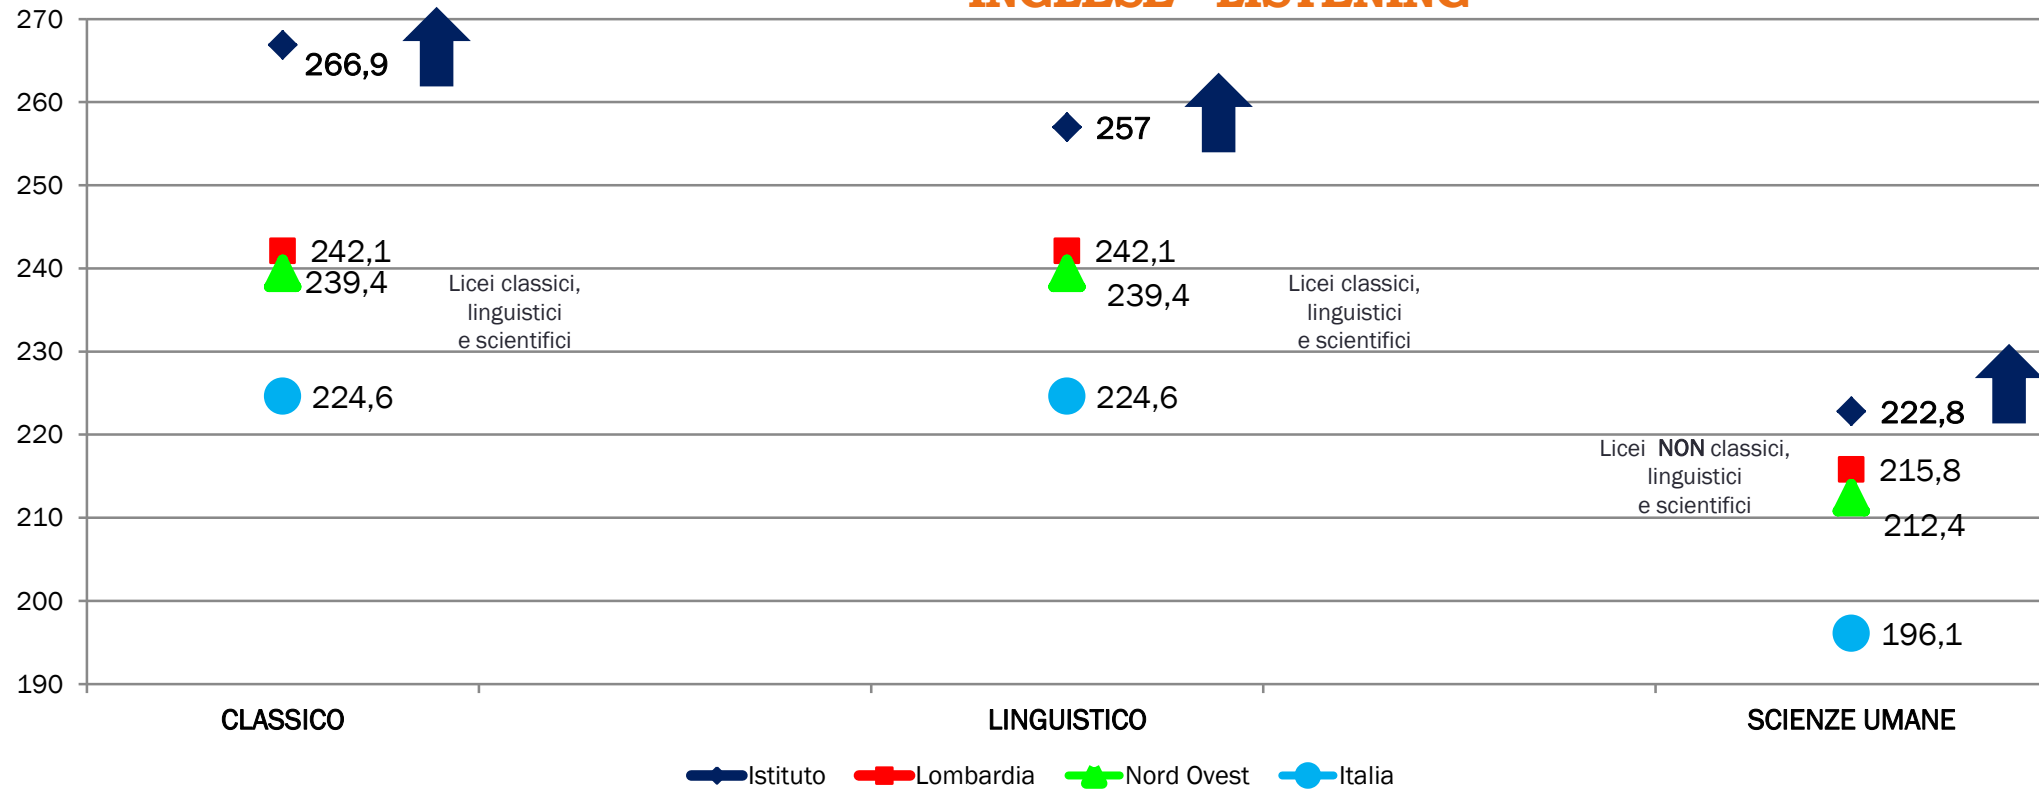 INGLESE LISTENING
270
260
250
240
230
220
210
200
190
266,9
242,1
239,4
224,6
Licei classici,
linguistici
e scientifici
257
242,1
239,4
224,6
Licei classici,
linguistici
e scientifici
222,8
215,8
212,4
196,1
Licei NON classici,
linguistici
e scientifici
CLASSICO
LINGUISTICO
SCIENZE UMANE
Istituto
Lombardia
Nord Ovest
Italia